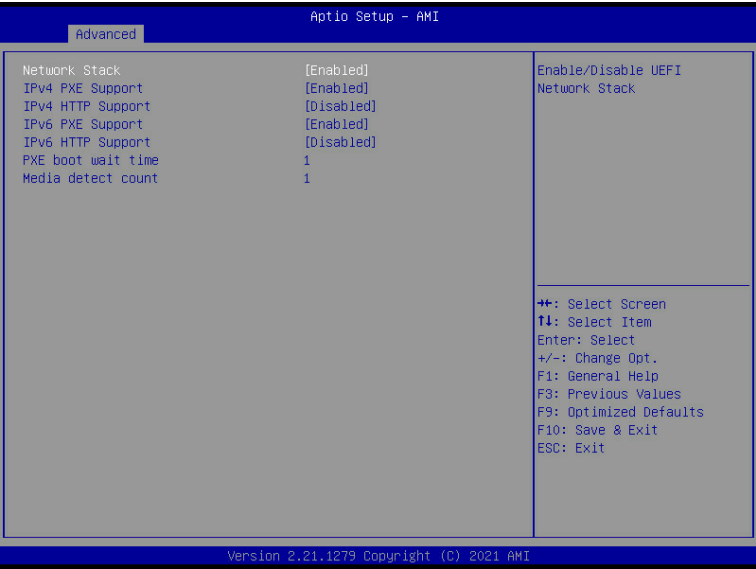 Aptio Setup – AMI
Advanced
Network Stack [Enabled]
IPv4 PXE Support [Enabled]
IPv4 HTTP Support [Disabled]
IPv6 PXE Support [Enabled]
IPv6 HTTP Support [Disabled]
PXE boot wait time 1
Media detect count 1
Enable/Disable UEFI
Network Stack
→←: Select Screen
↑↓: Select Item
Enter: Select
+/-: Change Opt.
F1: General Help
F3: Previous Values
F9: Optimized Defaults
F10: Save & Exit
ESC: Exit
Version 2.21.1279 Copyright (C) 2021 AMI